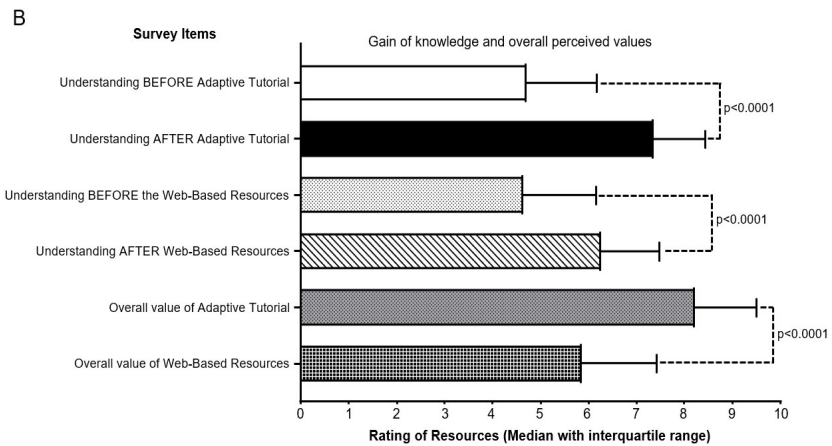 B
Survey Items
Gain of knowledge and overall perceived values
Understanding BEFORE Adaptive Tutorial
p<0.0001
Understanding AFTER Adaptive Tutorial
Understanding BEFORE the Web-Based Resources
p<0.0001
Understanding AFTER Web-Based Resources
Overall value of Adaptive Tutorial
p<0.0001
Overall value of Web-Based Resources
0 1 2 3 4 5 6 7 8 9 10
Rating of Resources (Median with interquartile range)